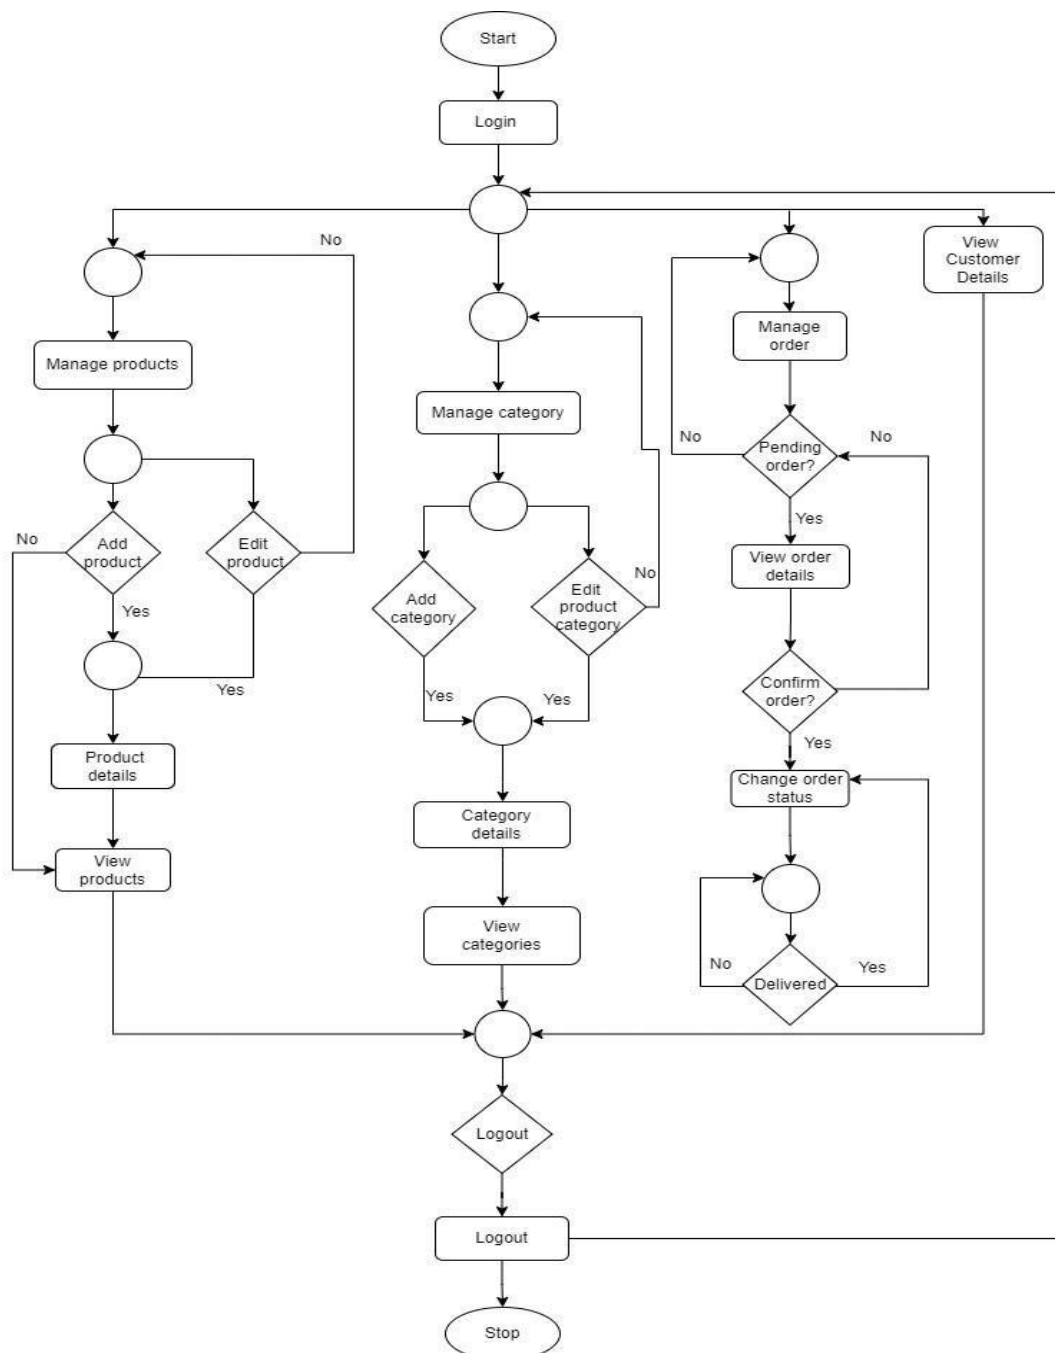 Start
Login
No
View
Customer
Details
Manage products
Manage
order
Manage category
No
Pending
order?
No
No
Add
product
Edit
product
Yes
View order
details
No
Add
category
Edit
product
category
Yes
Yes
Yes
Yes
Confirm
order?
Yes
Product
details
Change order
status
Category
details
View
products
View
categories
No
Delivered
Yes
Logout
Logout
Stop